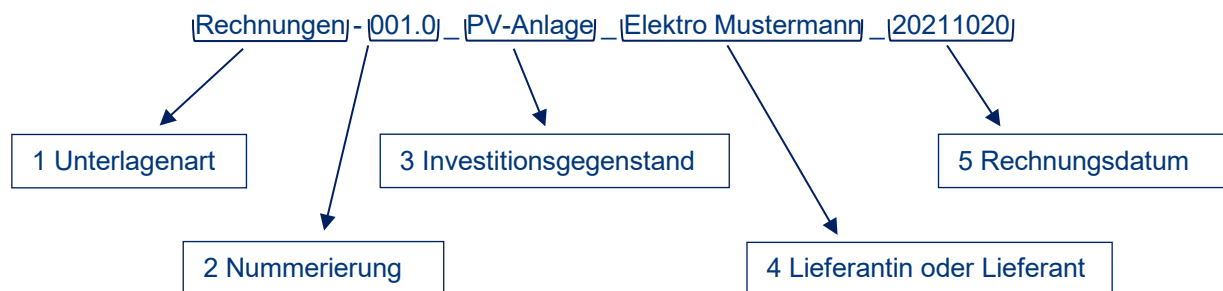 Rechnungen - 001.0 _ PV-Anlage _ Elektro Mustermann _ 20211020
1 Unterlagenart
3 Investitionsgegenstand
5 Rechnungsdatum
2 Nummerierung
4 Lieferantin oder Lieferant